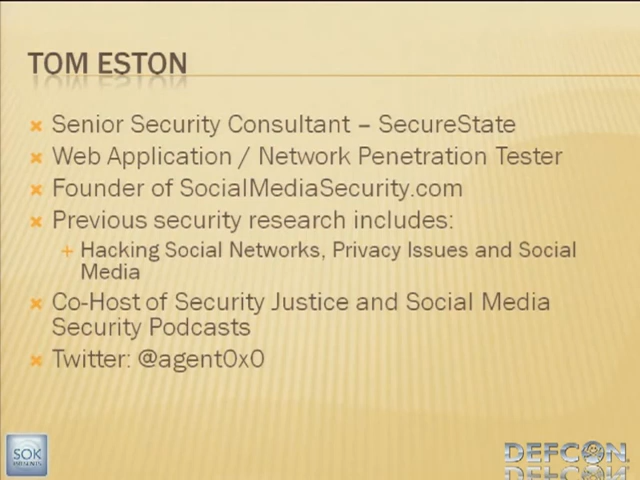 TOM ESTON
Senior Security Consultant – SecureState
Web Application / Network Penetration Tester
Founder of SocialMediaSecurity.com
Previous security research includes:
Hacking Social Networks, Privacy Issues and Social
Media
Co-Host of Security Justice and Social Media
Security Podcasts
Twitter: @agent0x0
SOK
PRESENTS
DEFCON